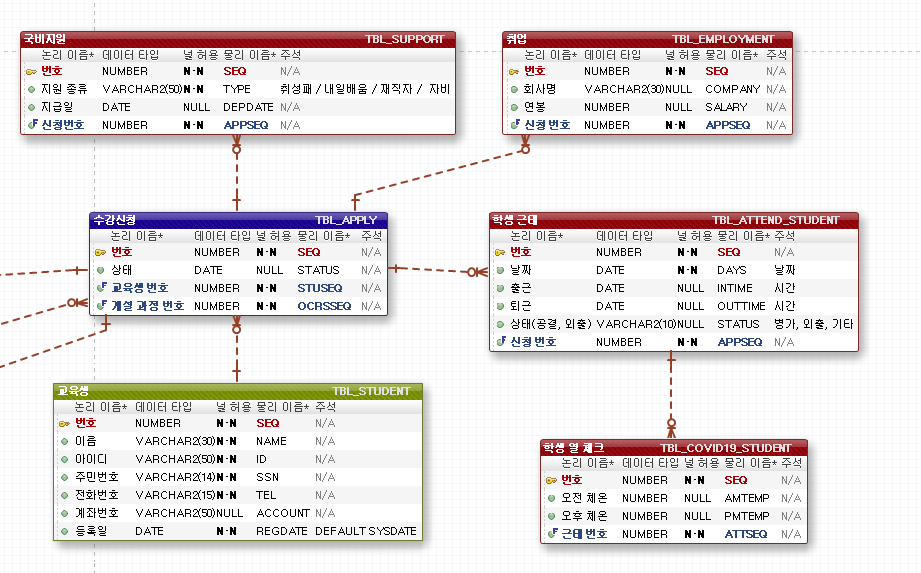 국비지원 TBL_SUPPORT
논리 이름* 데이터 타입 널 허용 물리 이름* 주석
번호 NUMBER N-N SEQ N/A
지원 종류 VARCHAR2(50) N-N TYPE 취성패 / 내일배움 / 재직자 / 자비
지급일 DATE NULL DEPDATE N/A
신청번호 NUMBER N-N APPSEQ N/A
취업 TBL_EMPLOYMENT
논리 이름* 데이터 타입 널 허용 물리 이름* 주석
번호 NUMBER N-N SEQ N/A
회사명 VARCHAR2(30) NULL COMPANY N/A
연봉 NUMBER NULL SALARY N/A
신청 번호 NUMBER N-N APPSEQ N/A
수강신청 TBL_APPLY
논리 이름* 데이터 타입 널 허용 물리 이름* 주석
번호 NUMBER N-N SEQ N/A
상태 DATE NULL STATUS N/A
교육생 번호 NUMBER N-N STUSEQ N/A
개설 과정 번호 NUMBER N-N OCRSSEQ N/A
학생 근태 TBL_ATTEND_STUDENT
논리 이름* 데이터 타입 널 허용 물리 이름* 주석
번호 NUMBER N-N SEQ N/A
날짜 DATE N-N DAYS 날짜
출근 DATE NULL INTIME 시간
퇴근 DATE NULL OUTTIME 시간
상태(공결, 외출) VARCHAR2(10) NULL STATUS 병가, 외출, 기타
신청 번호 NUMBER N-N APPSEQ N/A
교육생 TBL_STUDENT
논리 이름* 데이터 타입 널 허용 물리 이름* 주석
번호 NUMBER N-N SEQ N/A
이름 VARCHAR2(30) N-N NAME N/A
아이디 VARCHAR2(50) N-N ID N/A
주민번호 VARCHAR2(14) N-N SSN N/A
전화번호 VARCHAR2(15) N-N TEL N/A
계좌번호 VARCHAR2(50) NULL ACCOUNT N/A
등록일 DATE N-N REGDATE DEFAULT SYSDATE
학생 열 체크 TBL_COVID19_STUDENT
논리 이름* 데이터 타입 널 허용 물리 이름* 주석
번호 NUMBER N-N SEQ N/A
오전 체온 NUMBER NULL AMTEMP N/A
오후 체온 NUMBER NULL PMTEMP N/A
근태 번호 NUMBER N-N ATTSEQ N/A